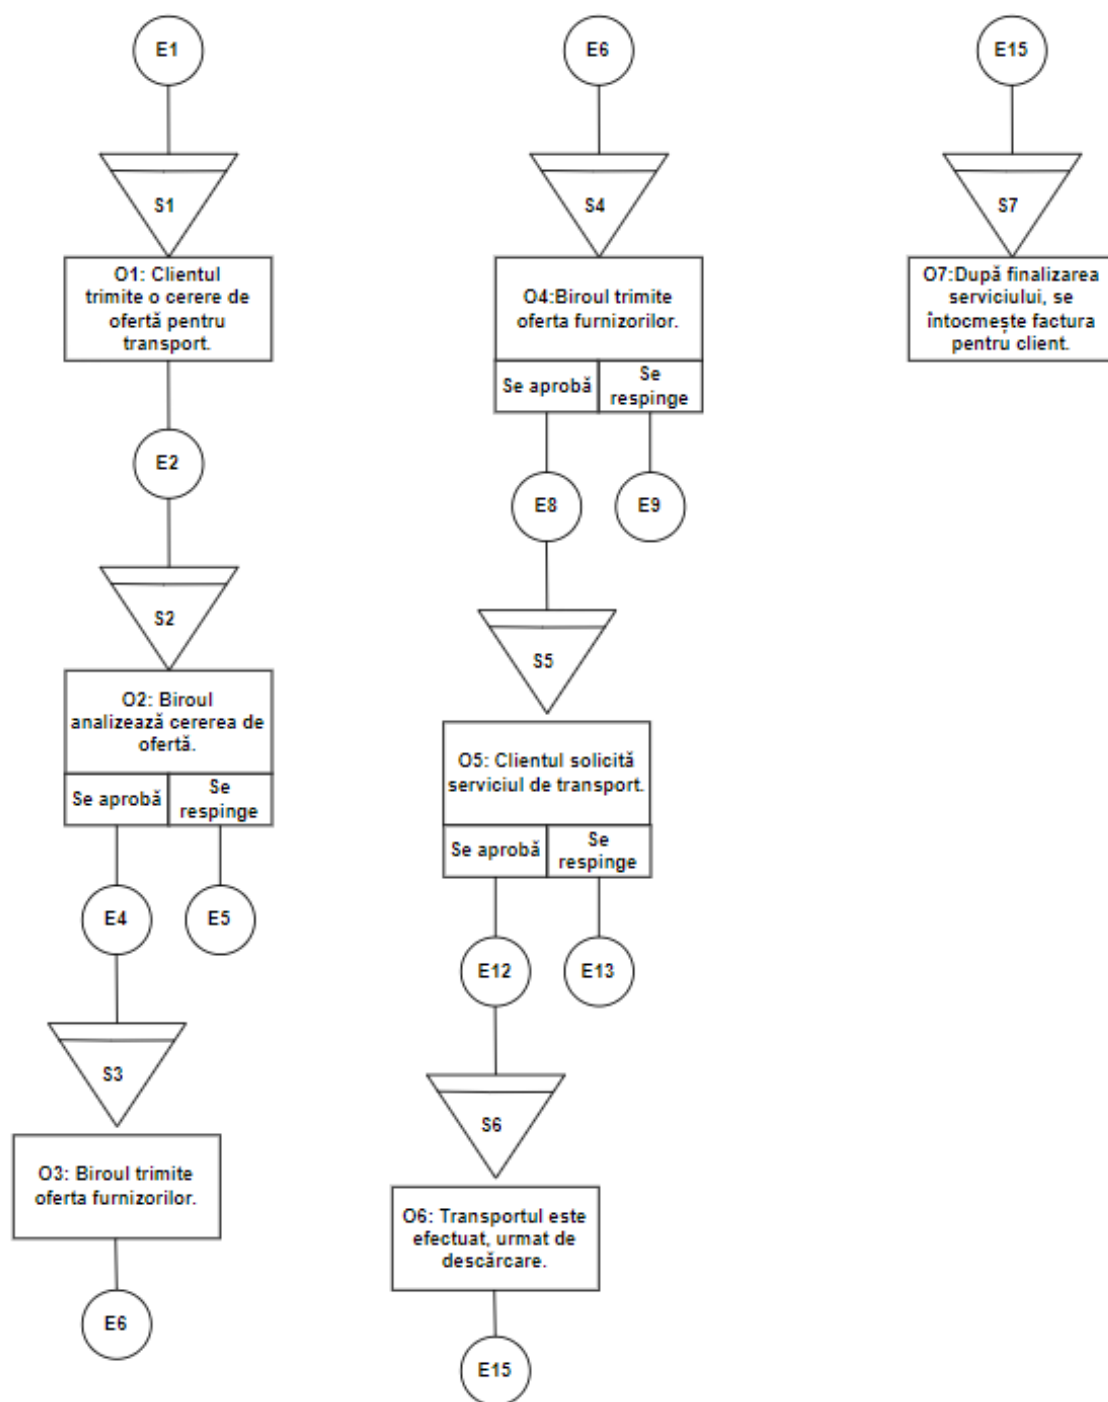 E1
S1
O1: Clientul
trimite o cerere de
ofertă pentru
transport.
E2
S2
O2: Biroul
analizează cererea de
ofertă.
Se aprobă
Se
respinge
E4
E5
S3
O3: Biroul trimite
oferta furnizorilor.
E6
E6
S4
O4:Biroul trimite
oferta furnizorilor.
Se aprobă
Se
respinge
E8
E9
S5
O5: Clientul solicită
serviciul de transport.
Se aprobă
Se
respinge
E12
E13
S6
O6: Transportul este
efectuat, urmat de
descărcare.
E15
E15
S7
O7:După finalizarea
serviciului, se
întocmește factura
pentru client.